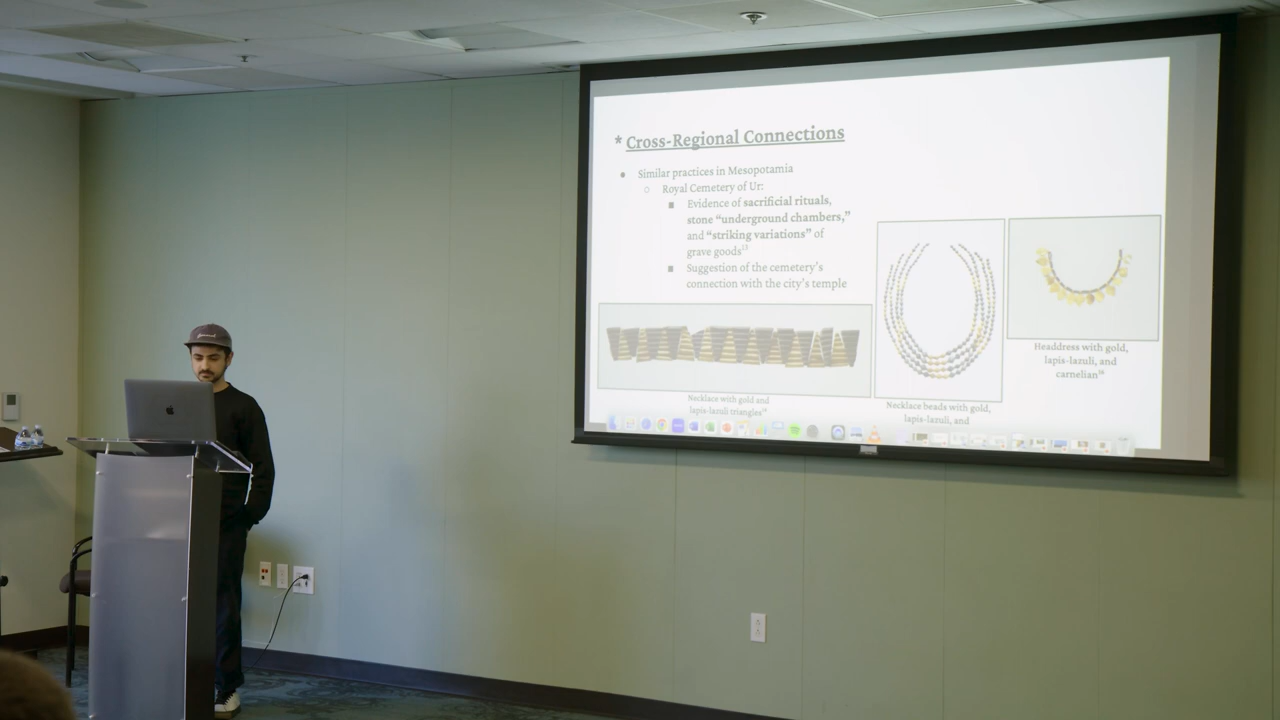 * Cross-Regional Connections
● Similar practices in Mesopotamia
○ Royal Cemetery of Ur:
■ Evidence of sacrificial rituals,
stone “underground chambers,”
and “striking variations” of
grave goods¹³
■ Suggestion of the cemetery’s
connection with the city’s temple
Necklace with gold and
lapis-lazuli triangles
Necklace beads with gold,
lapis-lazuli, and
Headdress with gold,
lapis-lazuli, and
carnelian¹⁶